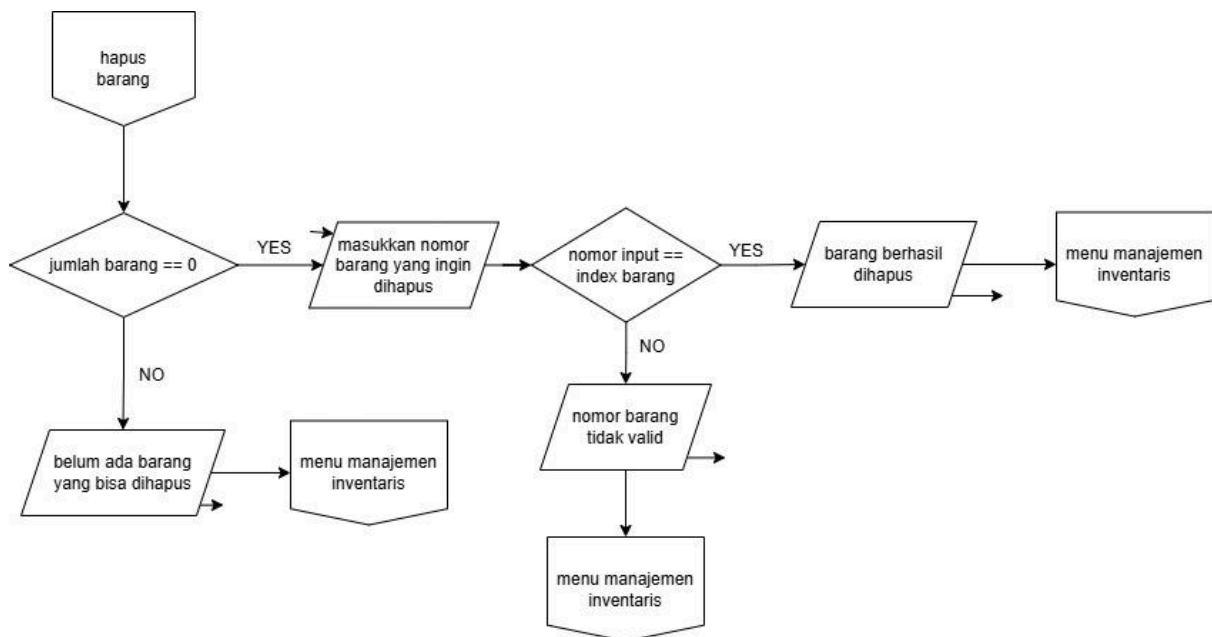 hapus
barang
jumlah barang == 0
YES
masukkan nomor
barang yang ingin
dihapus
nomor input ==
index barang
YES
barang berhasil
dihapus
menu manajemen
inventaris
NO
belum ada barang
yang bisa dihapus
menu manajemen
inventaris
NO
nomor barang
tidak valid
menu manajemen
inventaris